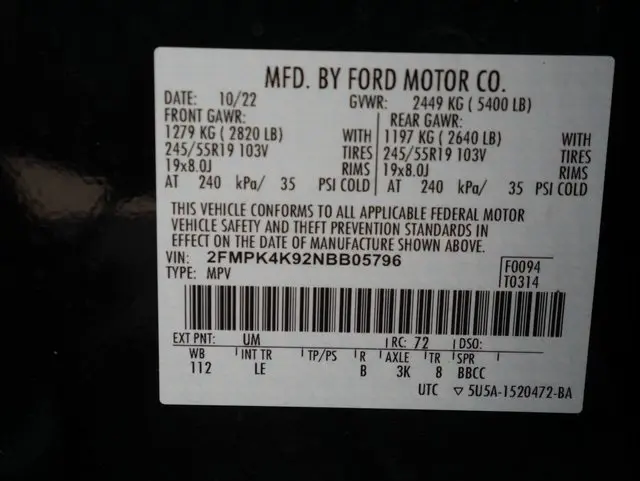 MFD. BY FORD MOTOR CO.
DATE: 10/22 GVWR: 2449 KG ( 5400 LB)
FRONT GAWR: REAR GAWR:
1279 KG ( 2820 LB) WITH 1197 KG ( 2640 LB) WITH
245/55R19 103V TIRES 245/55R19 103V TIRES
19x8.0J RIMS 19x8.0J RIMS
AT 240 kPa/ 35 PSI COLD AT 240 kPa/ 35 PSI COLD
THIS VEHICLE CONFORMS TO ALL APPLICABLE FEDERAL MOTOR
VEHICLE SAFETY AND THEFT PREVENTION STANDARDS IN
EFFECT ON THE DATE OF MANUFACTURE SHOWN ABOVE.
VIN: 2FMPK4K92NBB05796 F0094
TYPE: MPV T0314
EXT PNT: UM RC: 72 DSO:
WB INT TR TP/PS R AXLE TR SPR
112 LE B 3K 8 BBCC
UTC ▽ 5U5A-1520472-BA